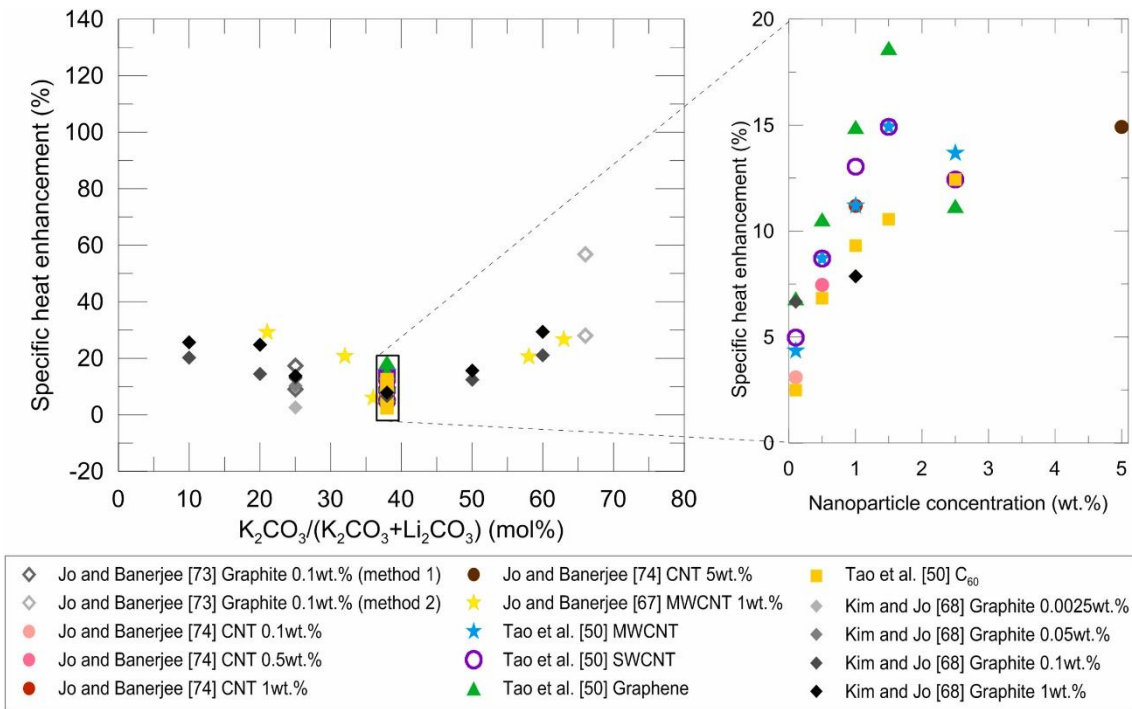 140
120
100
80
60
40
20
0
-20
Specific heat enhancement (%)
0 10 20 30 40 50 60 70 80
K₂CO₃/(K₂CO₃+Li₂CO₃) (mol%)
20
15
10
5
0
Specific heat enhancement (%)
0 1 2 3 4 5
Nanoparticle concentration (wt.%)
Jo and Banerjee [73] Graphite 0.1wt.% (method 1)
Jo and Banerjee [73] Graphite 0.1wt.% (method 2)
Jo and Banerjee [74] CNT 0.1wt.%
Jo and Banerjee [74] CNT 0.5wt.%
Jo and Banerjee [74] CNT 1wt.%
Jo and Banerjee [74] CNT 5wt.%
Jo and Banerjee [67] MWCNT 1wt.%
Tao et al. [50] MWCNT
Tao et al. [50] SWCNT
Tao et al. [50] Graphene
Tao et al. [50] C₆₀
Kim and Jo [68] Graphite 0.0025wt.%
Kim and Jo [68] Graphite 0.05wt.%
Kim and Jo [68] Graphite 0.1wt.%
Kim and Jo [68] Graphite 1wt.%